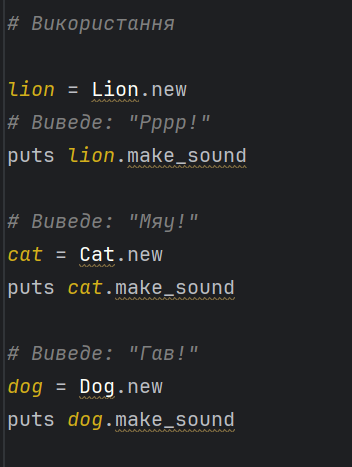 # Використання
lion = Lion.new
# Виведе: "Рррр!"
puts lion.make_sound
# Виведе: "Мяу!"
cat = Cat.new
puts cat.make_sound
# Виведе: "Гав!"
dog = Dog.new
puts dog.make_sound